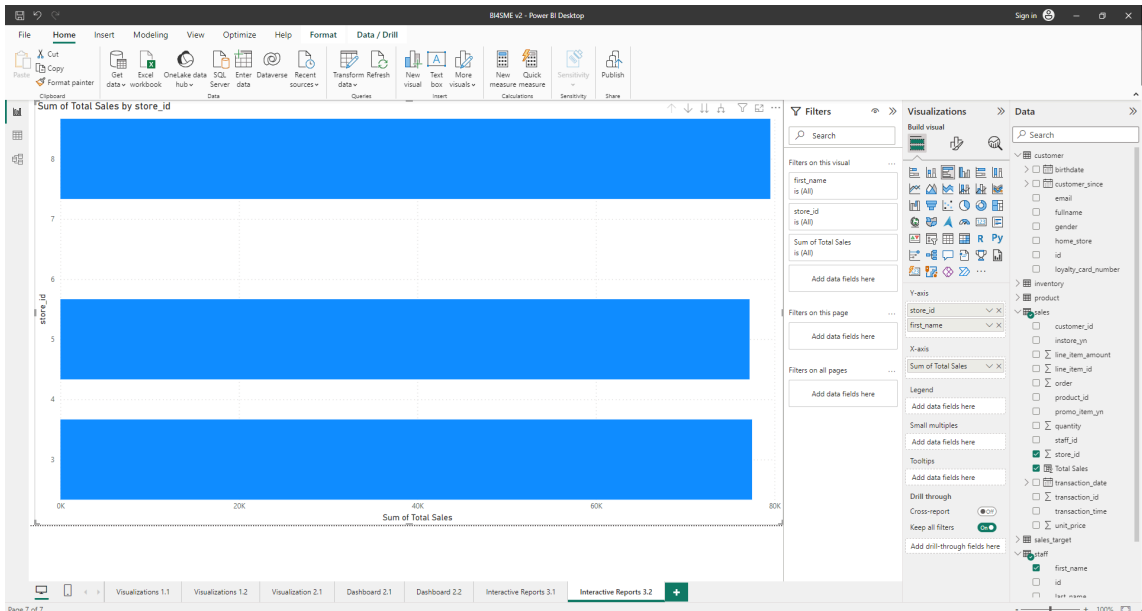 BI4SME v2 - Power BI Desktop
Sign in
File Home Insert Modeling View Optimize Help Format Data / Drill
Paste
Cut
Copy
Format painter
Clipboard
Get data
Excel workbook
OneLake data hub
SQL Server
Enter data
Dataverse
Recent sources
Data
Transform data
Refresh
Queries
New visual
Text box
More visuals
Insert
New measure
Quick measure
Calculations
Sensitivity
Sensitivity
Publish
Share
Sum of Total Sales by store_id
8
7
6
5
4
3
store_id
0K 20K 40K 60K 80K
Sum of Total Sales
Filters
Search
Filters on this visual
first_name
is (All)
store_id
is (All)
Sum of Total Sales
is (All)
Add data fields here
Filters on this page
Add data fields here
Filters on all pages
Add data fields here
Visualizations
Build visual
R Py
Y-axis
store_id
first_name
X-axis
Sum of Total Sales
Legend
Add data fields here
Small multiples
Add data fields here
Tooltips
Add data fields here
Drill through
Cross-report Off
Keep all filters On
Add drill-through fields here
Data
Search
customer
birthdate
customer_since
email
fullname
gender
home_store
id
loyalty_card_number
inventory
product
sales
customer_id
instore_yn
line_item_amount
line_item_id
order
product_id
promo_item_yn
quantity
staff_id
store_id
Total Sales
transaction_date
transaction_id
transaction_time
unit_price
sales_target
staff
first_name
id
last_name
Visualizations 1.1 Visualizations 1.2 Visualization 2.1 Dashboard 2.1 Dashboard 2.2 Interactive Reports 3.1 Interactive Reports 3.2
Page 7 of 7
100%